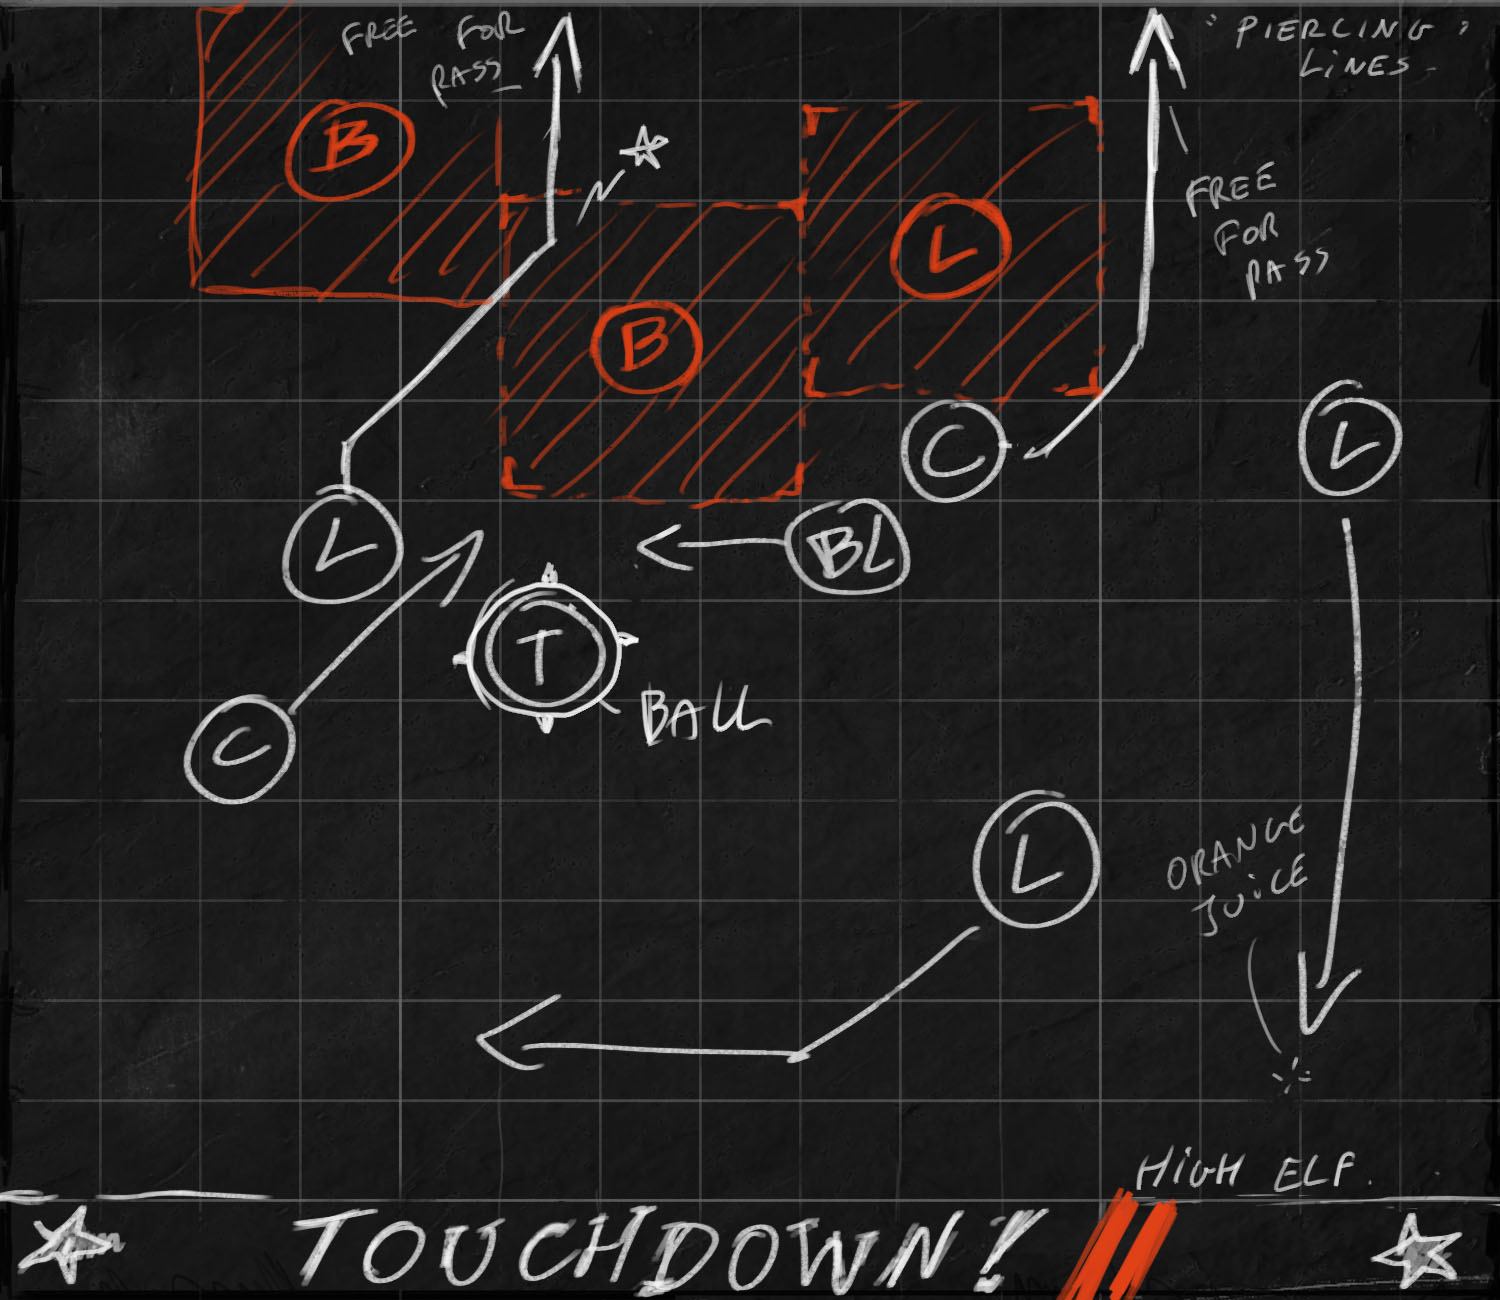 FREE FOR
PASS
" PIERCING "
LINES
B
L
FREE
FOR
PASS
B
C
L
L
BL
T
BALL
C
L
ORANGE
JUICE
HIGH ELF.
TOUCHDOWN!